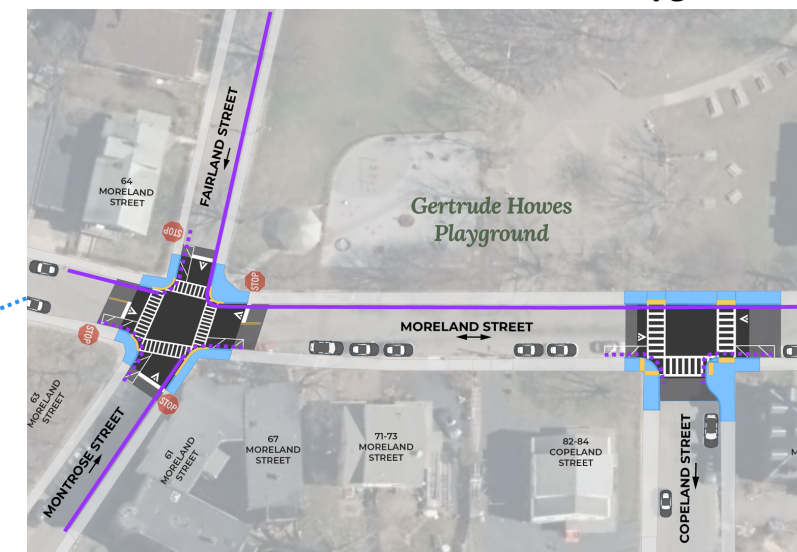 FAIRLAND STREET
64
MORELAND
STREET
STOP
STOP
Gertrude Howes
Playground
MORELAND STREET
STOP
STOP
63
MORELAND
STREET
MONTROSE STREET
61
MORELAND
STREET
67
MORELAND
STREET
71-73
MORELAND
STREET
82-84
COPELAND
STREET
COPELAND STREET